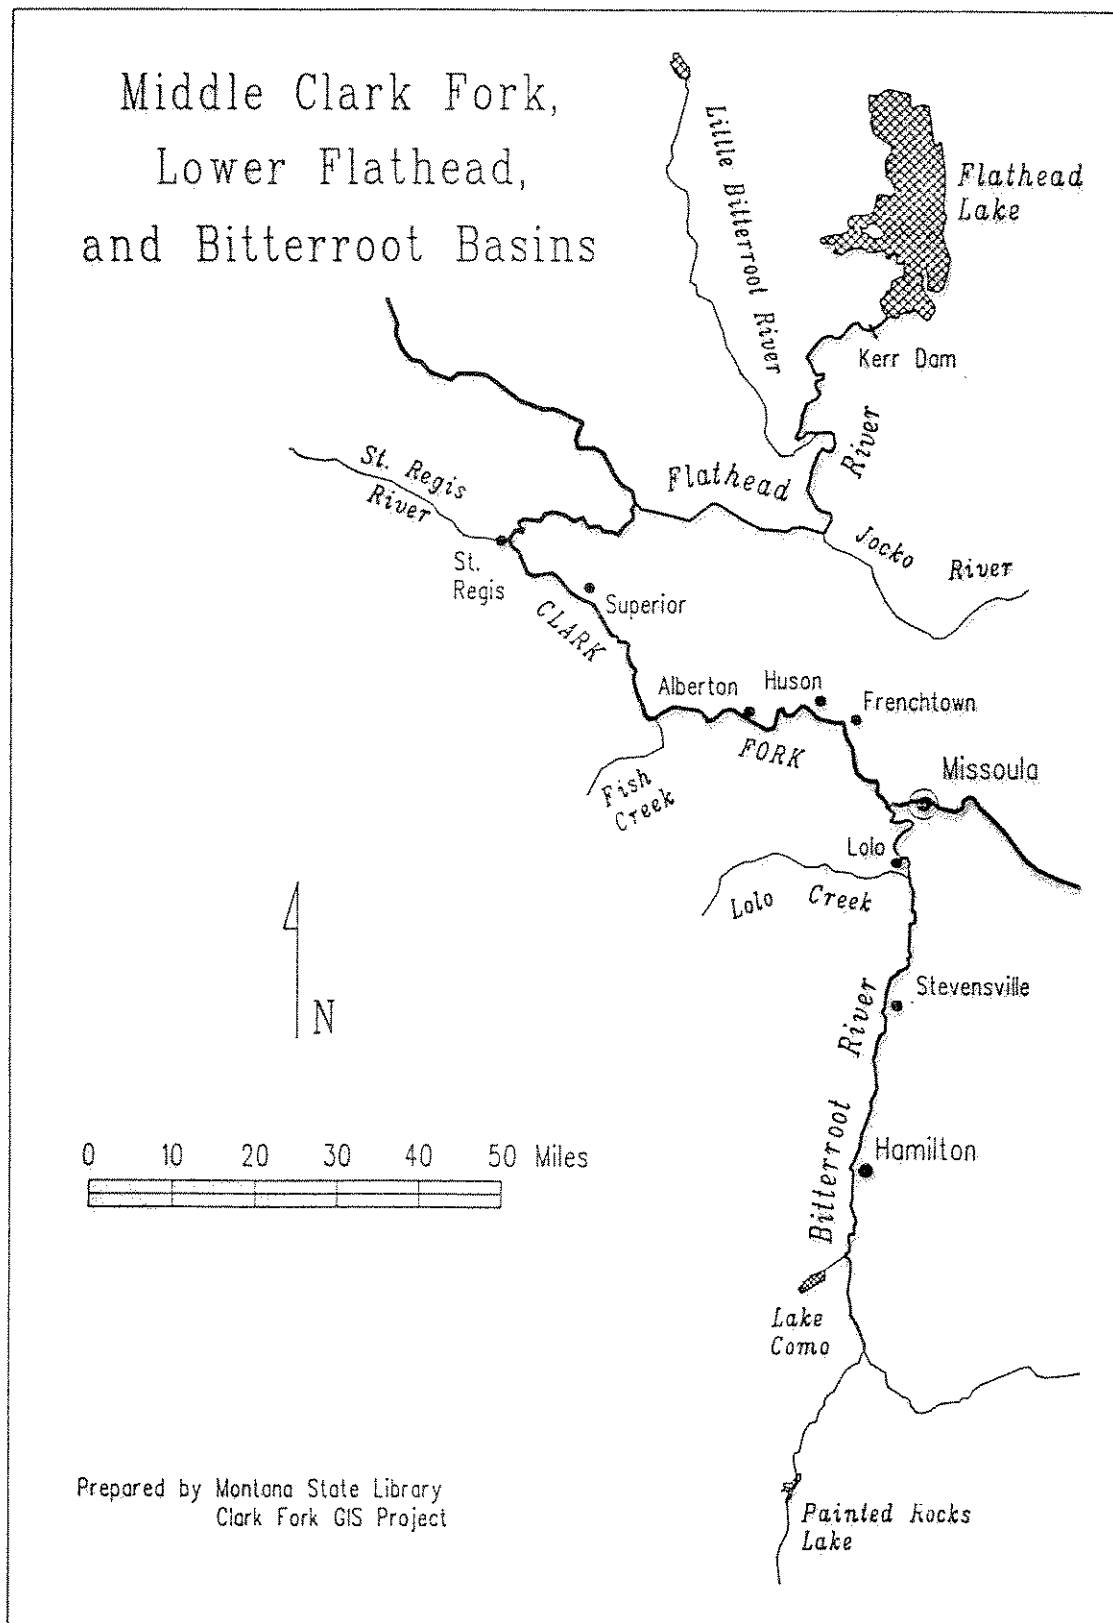 Middle Clark Fork,
Lower Flathead,
and Bitterroot Basins
Little Bitterroot River
Flathead
Lake
Kerr Dam
Flathead River
St. Regis
River
Jocko River
St.
Regis
Superior
CLARK FORK
Alberton
Huson
Frenchtown
Missoula
Fish
Creek
Lolo
Lolo Creek
Bitterroot River
Stevensville
N
0 10 20 30 40 50 Miles
Hamilton
Lake
Como
Painted Rocks
Lake
Prepared by Montana State Library
Clark Fork GIS Project